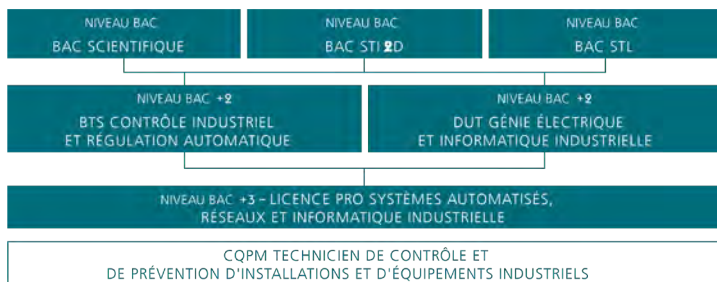 NIVEAU BAC
BAC SCIENTIFIQUE
NIVEAU BAC
BAC STI2D
NIVEAU BAC
BAC STL
NIVEAU BAC +2
BTS CONTRÔLE INDUSTRIEL
ET RÉGULATION AUTOMATIQUE
NIVEAU BAC +2
DUT GÉNIE ÉLECTRIQUE
ET INFORMATIQUE INDUSTRIELLE
NIVEAU BAC +3 – LICENCE PRO SYSTÈMES AUTOMATISÉS,
RÉSEAUX ET INFORMATIQUE INDUSTRIELLE
CQPM TECHNICIEN DE CONTRÔLE ET
DE PRÉVENTION D'INSTALLATIONS ET D'ÉQUIPEMENTS INDUSTRIELS